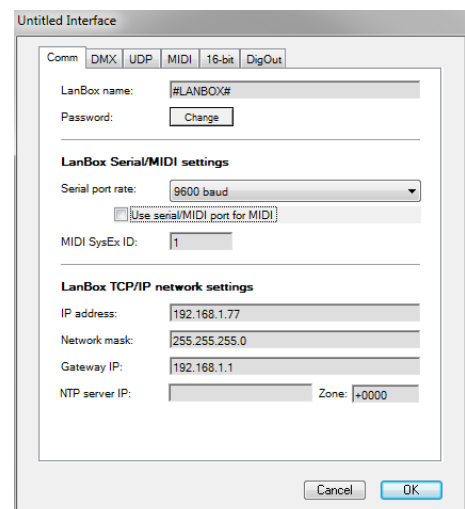 Untitled Interface
Comm DMX UDP MIDI 16-bit DigOut
LanBox name: #LANBOX#
Password: Change
LanBox Serial/MIDI settings
Serial port rate: 9600 baud
Use serial/MIDI port for MIDI
MIDI SysEx ID: 1
LanBox TCP/IP network settings
IP address: 192.168.1.77
Network mask: 255.255.255.0
Gateway IP: 192.168.1.1
NTP server IP: Zone: +0000
Cancel OK